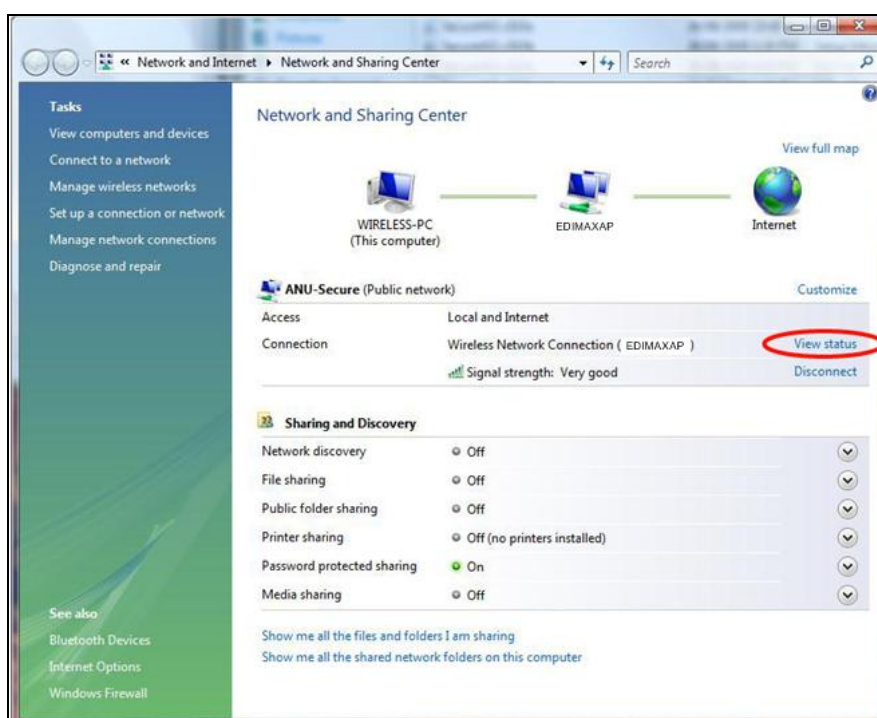 « Network and Internet ▸ Network and Sharing Center
Search
Tasks
View computers and devices
Connect to a network
Manage wireless networks
Set up a connection or network
Manage network connections
Diagnose and repair
See also
Bluetooth Devices
Internet Options
Windows Firewall
Network and Sharing Center
View full map
WIRELESS-PC
(This computer)
EDIMAXAP
Internet
ANU-Secure (Public network) Customize
Access Local and Internet
Connection Wireless Network Connection ( EDIMAXAP ) View status
Signal strength: Very good Disconnect
Sharing and Discovery
Network discovery Off
File sharing Off
Public folder sharing Off
Printer sharing Off (no printers installed)
Password protected sharing On
Media sharing Off
Show me all the files and folders I am sharing
Show me all the shared network folders on this computer